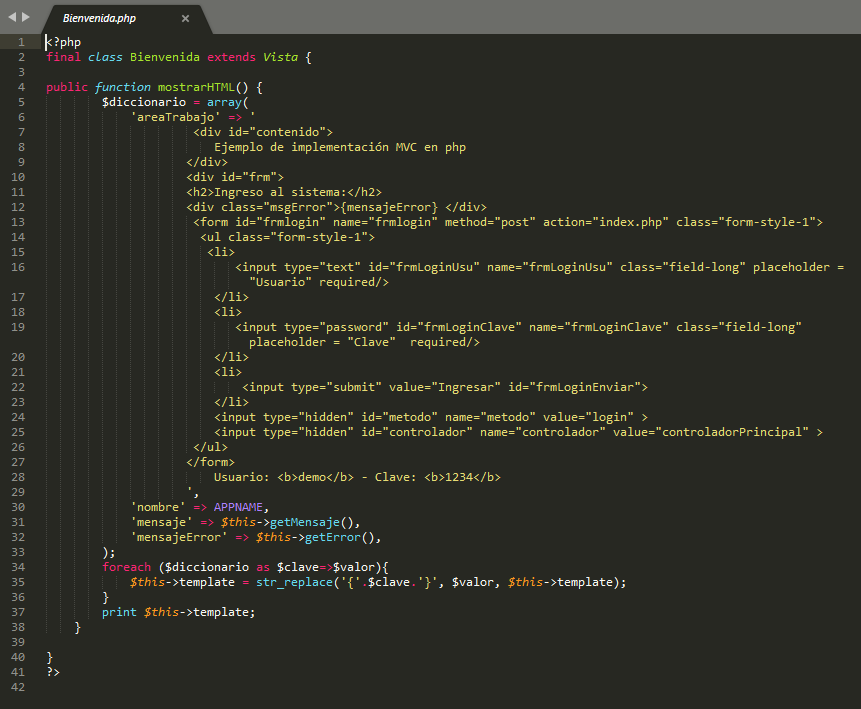 Bienvenida.php ×
1 <?php
2 final class Bienvenida extends Vista {
3
4 public function mostrarHTML() {
5 $diccionario = array(
6 'areaTrabajo' => '
7 <div id="contenido">
8 Ejemplo de implementación MVC en php
9 </div>
10 <div id="frm">
11 <h2>Ingreso al sistema:</h2>
12 <div class="msgError">{mensajeError} </div>
13 <form id="frmlogin" name="frmlogin" method="post" action="index.php" class="form-style-1">
14 <ul class="form-style-1">
15 <li>
16 <input type="text" id="frmLoginUsu" name="frmLoginUsu" class="field-long" placeholder =
"Usuario" required/>
17 </li>
18 <li>
19 <input type="password" id="frmLoginClave" name="frmLoginClave" class="field-long"
placeholder = "Clave"  required/>
20 </li>
21 <li>
22 <input type="submit" value="Ingresar" id="frmLoginEnviar">
23 </li>
24 <input type="hidden" id="metodo" name="metodo" value="login" >
25 <input type="hidden" id="controlador" name="controlador" value="controladorPrincipal" >
26 </ul>
27 </form>
28 Usuario: <b>demo</b> - Clave: <b>1234</b>
29 ',
30 'nombre' => APPNAME,
31 'mensaje' => $this->getMensaje(),
32 'mensajeError' => $this->getError(),
33 );
34 foreach ($diccionario as $clave=>$valor){
35 $this->template = str_replace('{'.$clave.'}', $valor, $this->template);
36 }
37 print $this->template;
38 }
39
40 }
41 ?>
42